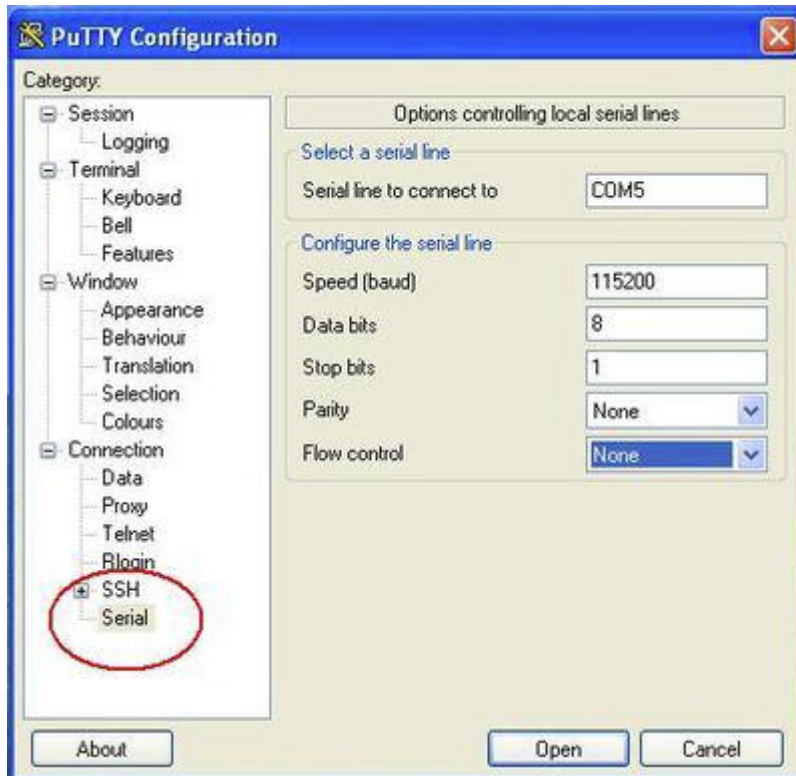 PuTTY Configuration
Category:
Session
Logging
Terminal
Keyboard
Bell
Features
Window
Appearance
Behaviour
Translation
Selection
Colours
Connection
Data
Proxy
Telnet
Rlogin
SSH
Serial
Options controlling local serial lines
Select a serial line
Serial line to connect to COM5
Configure the serial line
Speed (baud) 115200
Data bits 8
Stop bits 1
Parity None
Flow control None
About Open Cancel